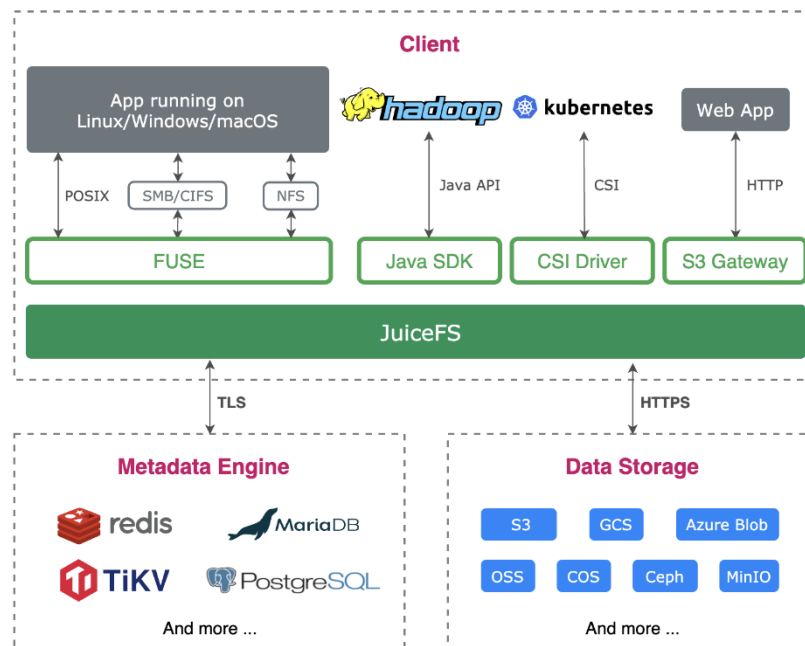 Client
App running on
Linux/Windows/macOS
hadoop
kubernetes
Web App
POSIX
SMB/CIFS
NFS
Java API
CSI
HTTP
FUSE
Java SDK
CSI Driver
S3 Gateway
JuiceFS
TLS
HTTPS
Metadata Engine
redis
MariaDB
TiKV
PostgreSQL
And more ...
Data Storage
S3
GCS
Azure Blob
OSS
COS
Ceph
MinIO
And more ...